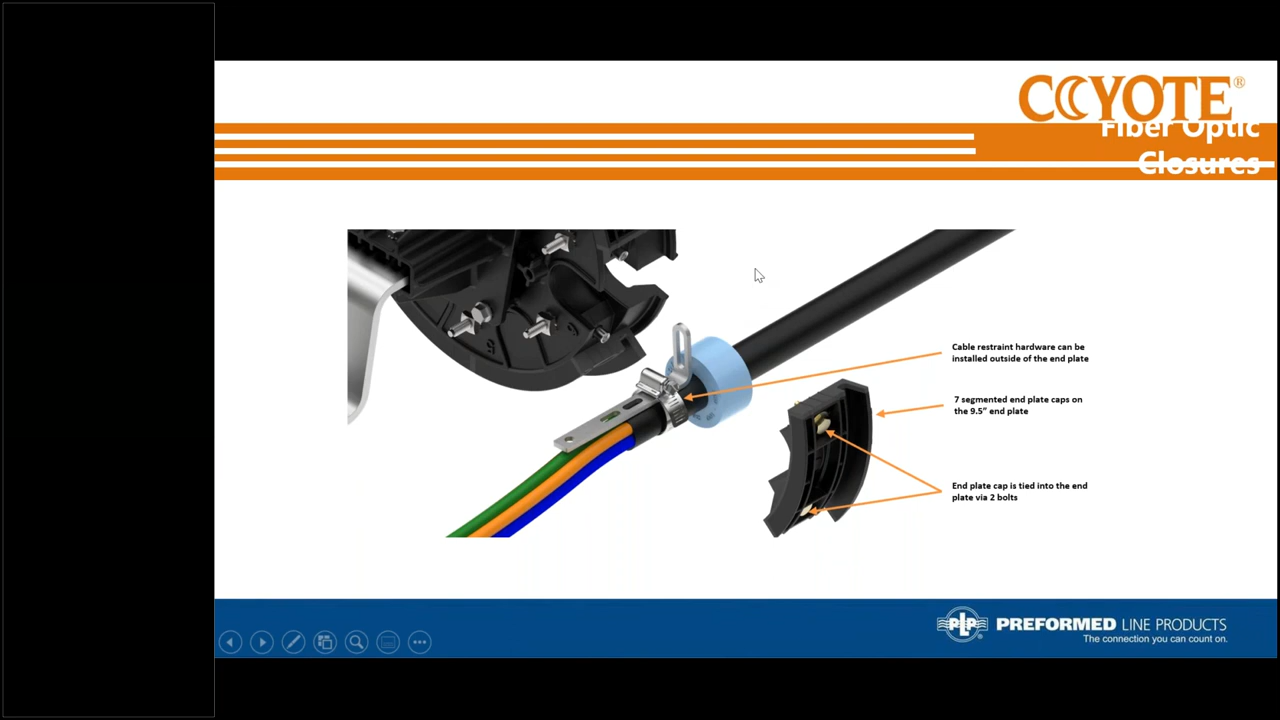 COYOTE®
Fiber Optic
Closures
Cable restraint hardware can be
installed outside of the end plate
7 segmented end plate caps on
the 9.5” end plate
End plate cap is tied into the end
plate via 2 bolts
PLP®
PREFORMED LINE PRODUCTS
The connection you can count on.